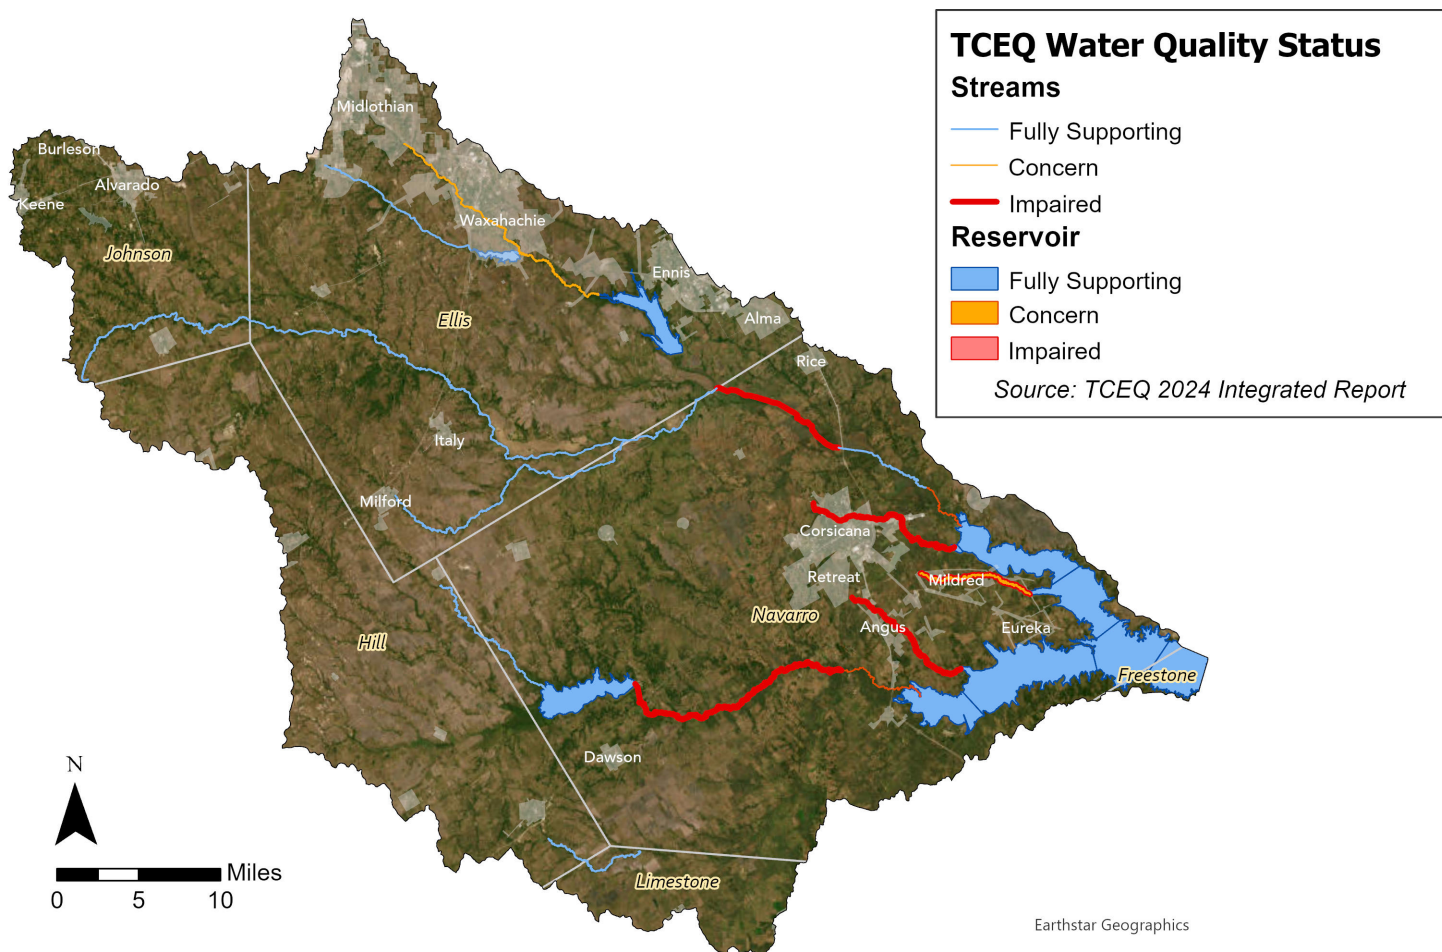 TCEQ Water Quality Status
Streams
Fully Supporting
Concern
Impaired
Reservoir
Fully Supporting
Concern
Impaired
Source: TCEQ 2024 Integrated Report
Midlothian
Burleson
Alvarado
Keene
Waxahachie
Johnson
Ennis
Ellis
Alma
Rice
Italy
Milford
Corsicana
Retreat
Mildred
Navarro
Angus
Eureka
Hill
Freestone
Dawson
Limestone
N
Miles
0 5 10
Earthstar Geographics